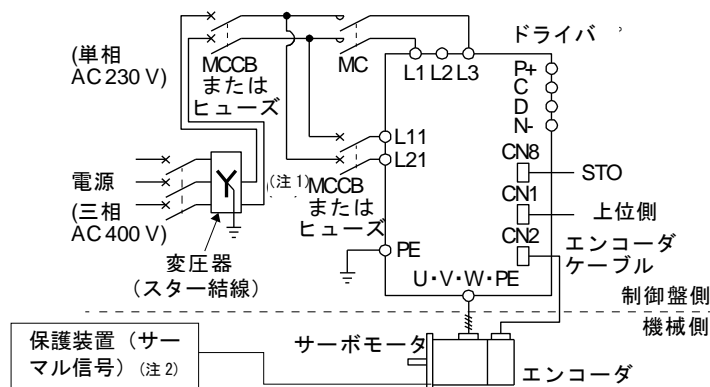 ドライバ
(単相
AC 230 V)
MCCB
または
ヒューズ
MC
L1 L2 L3
P+
C
D
N-
L11
L21
CN8
STO
電源
(三相
AC 400 V)
(注 1)
MCCB
または
ヒューズ
CN1
上位側
CN2
エンコーダ
ケーブル
変圧器
(スター結線)
PE
U・V・W・PE
制御盤側
機械側
保護装置(サー
マル信号)(注 2)
サーボモータ
エンコーダ